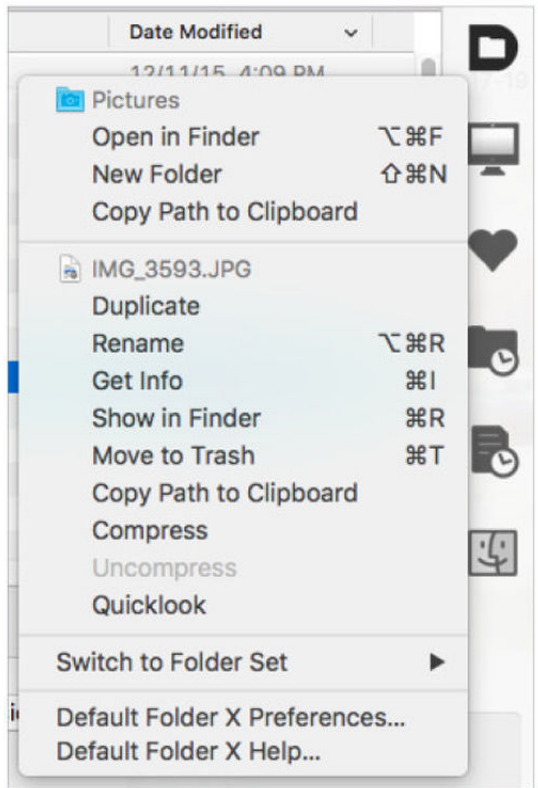 Date Modified
12/11/15, 4:09 PM
Pictures
Open in Finder ⌥⌘F
New Folder ⇧⌘N
Copy Path to Clipboard
IMG_3593.JPG
Duplicate
Rename ⌥⌘R
Get Info ⌘I
Show in Finder ⌘R
Move to Trash ⌘T
Copy Path to Clipboard
Compress
Uncompress
Quicklook
Switch to Folder Set ▶
Default Folder X Preferences...
Default Folder X Help...